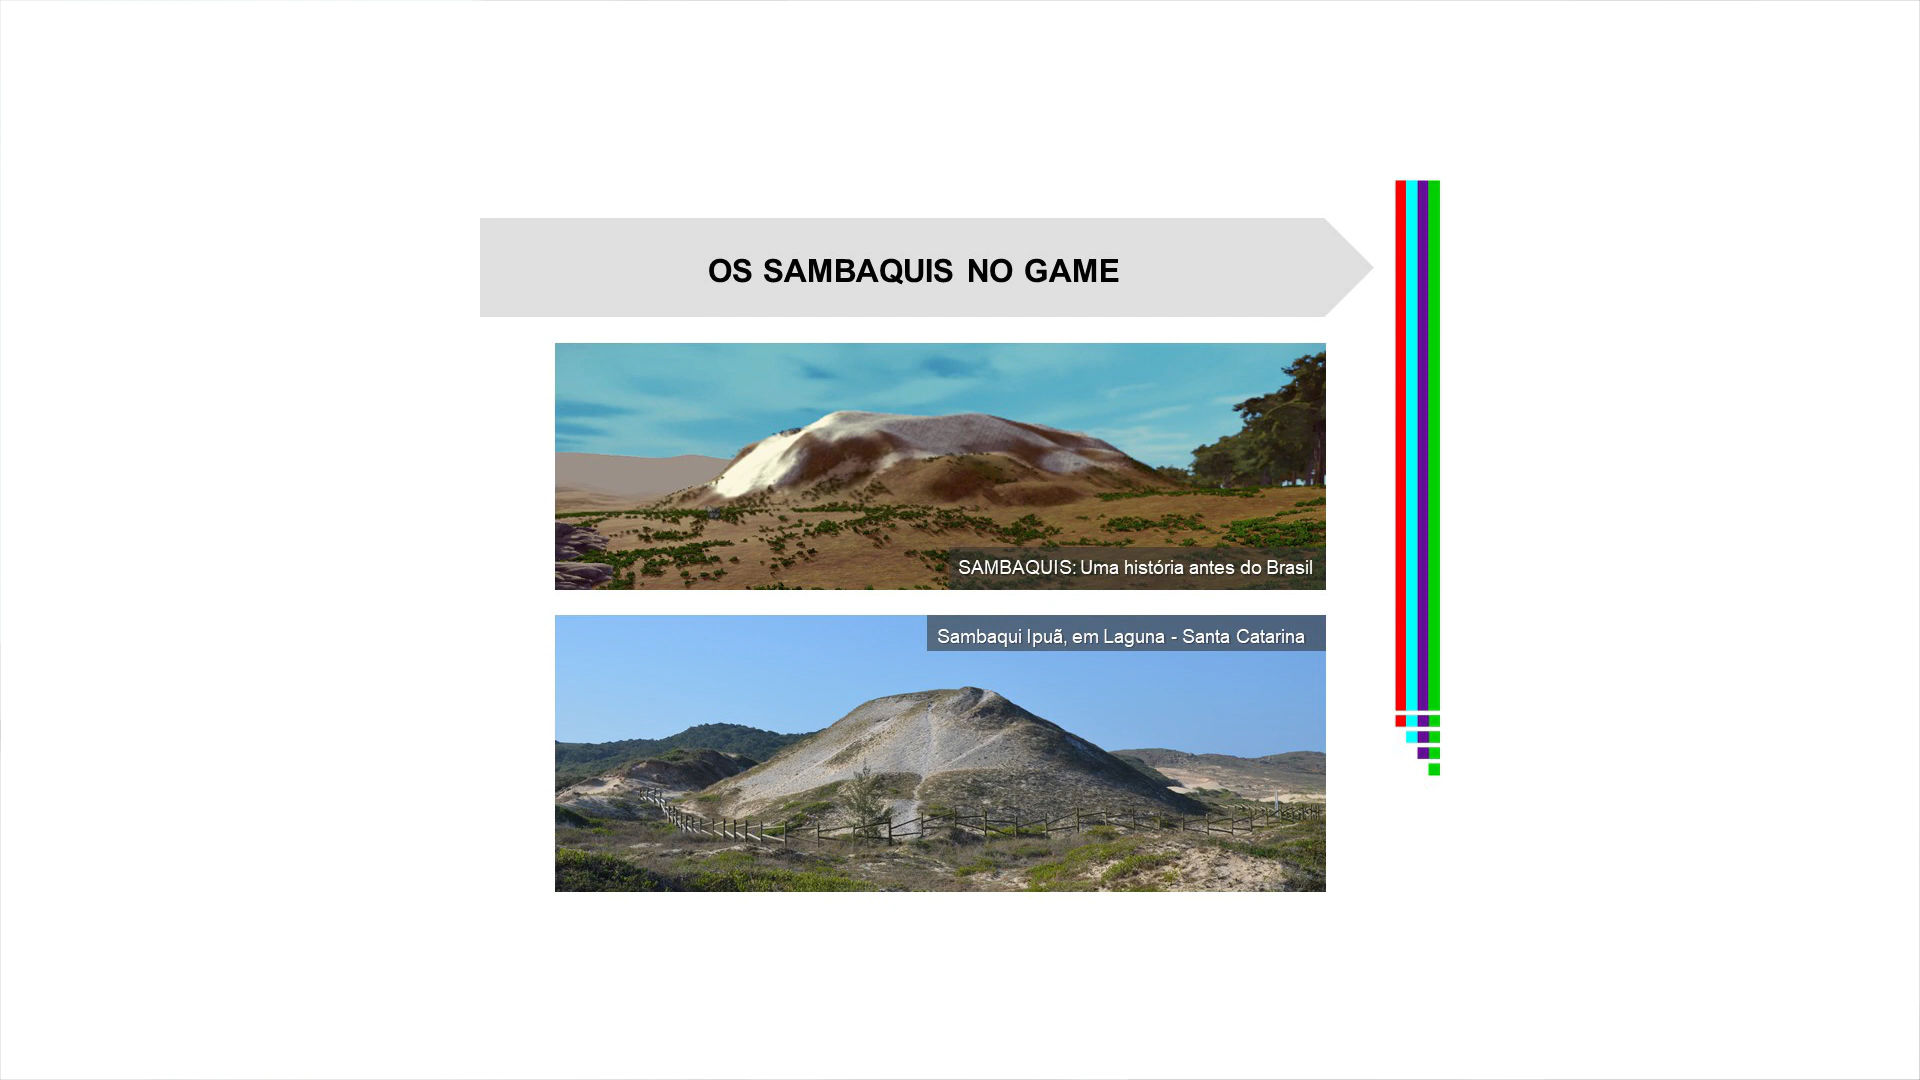 OS SAMBAQUIS NO GAME
SAMBAQUIS: Uma história antes do Brasil
Sambaqui Ipuã, em Laguna - Santa Catarina